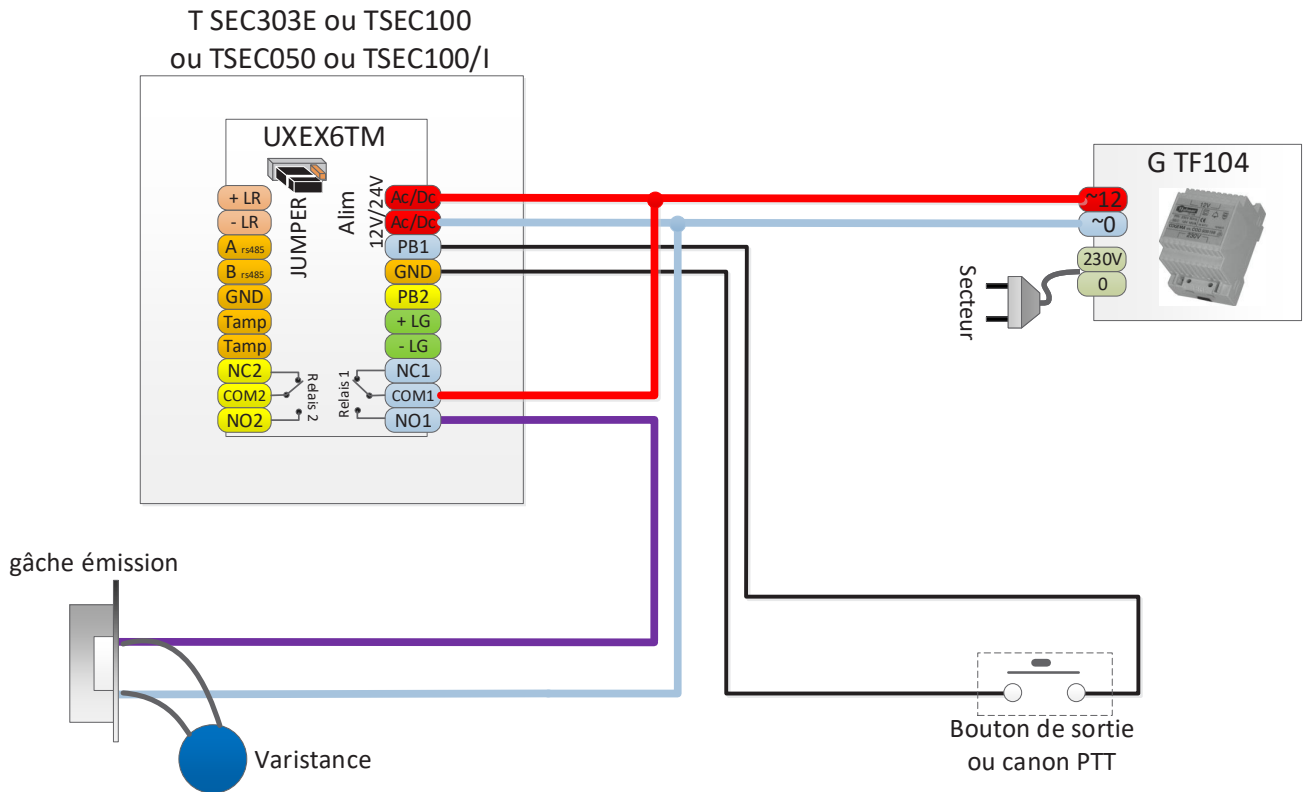 T SEC303E ou TSEC100
ou TSEC050 ou TSEC100/I
UXEX6TM
JUMPER
Alim
12V/24V
+ LR
- LR
A rs485
B rs485
GND
Tamp
Tamp
NC2
COM2
NO2
Relais 2
Ac/Dc
Ac/Dc
PB1
GND
PB2
+ LG
- LG
NC1
COM1
NO1
Relais 1
G TF104
~12
~0
230V
0
12V
230V
Secteur
gâche émission
Varistance
Bouton de sortie
ou canon PTT